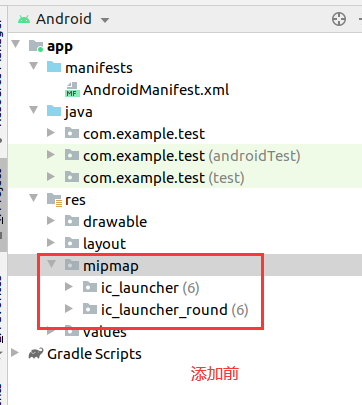 Android
app
manifests
AndroidManifest.xml
java
com.example.test
com.example.test (androidTest)
com.example.test (test)
res
drawable
layout
mipmap
ic_launcher (6)
ic_launcher_round (6)
values
Gradle Scripts
添加前